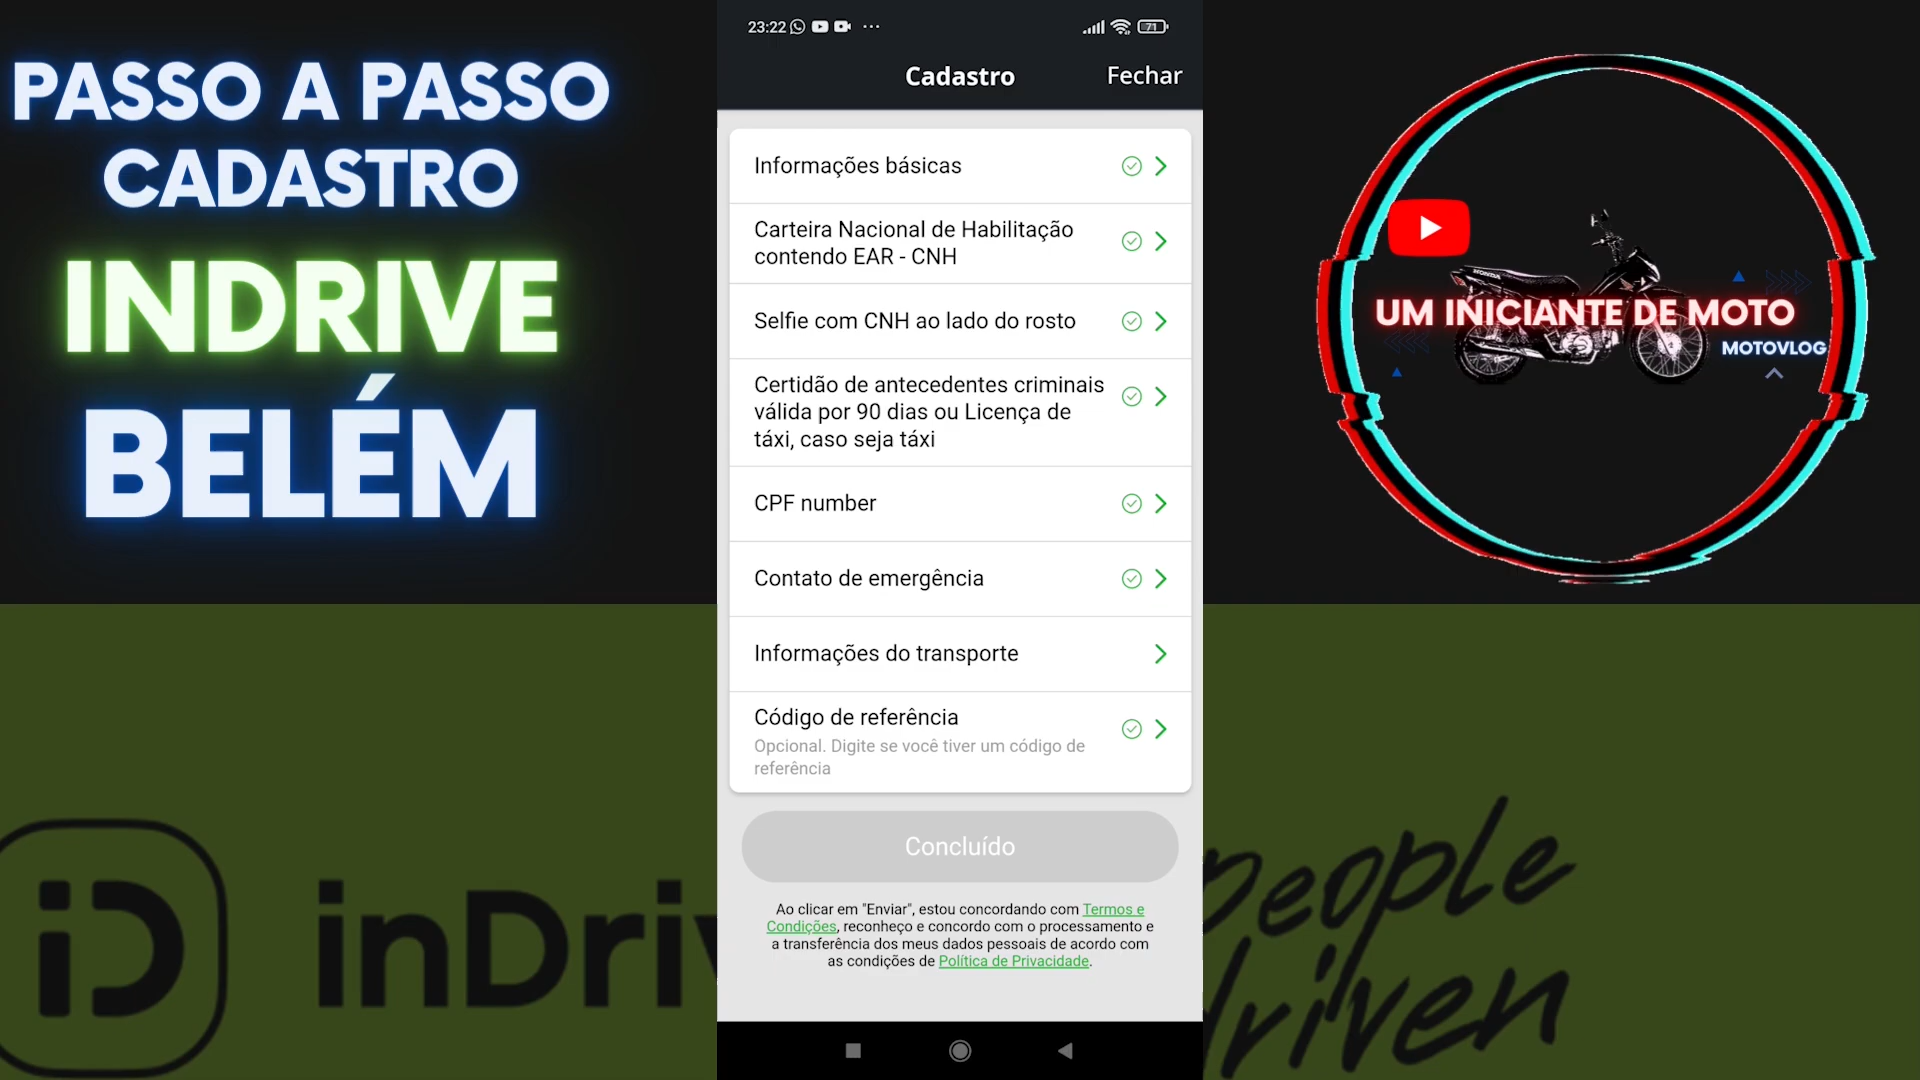 PASSO A PASSO
CADASTRO
INDRIVE
BELÉM
23:22
71
Cadastro
Fechar
Informações básicas
Carteira Nacional de Habilitação
contendo EAR - CNH
Selfie com CNH ao lado do rosto
Certidão de antecedentes criminais
válida por 90 dias ou Licença de
táxi, caso seja táxi
CPF number
Contato de emergência
Informações do transporte
Código de referência
Opcional. Digite se você tiver um código de
referência
Concluído
Ao clicar em "Enviar", estou concordando com Termos e
Condições, reconheço e concordo com o processamento e
a transferência dos meus dados pessoais de acordo com
as condições de Política de Privacidade.
HONDA
UM INICIANTE DE MOTO
MOTOVLOG
iD inDriv
people
driven